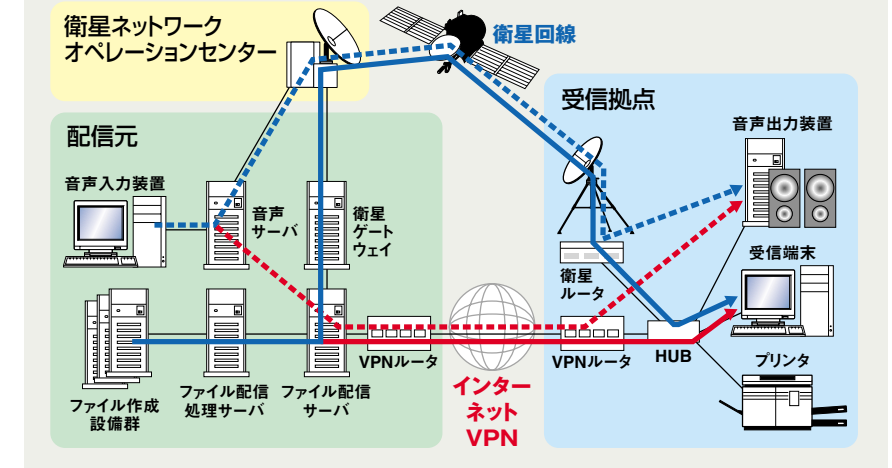 衛星ネットワーク
オペレーションセンター
衛星回線
配信元
受信拠点
音声出力装置
音声入力装置
音声
サーバ
衛星
ゲート
ウェイ
受信端末
衛星
ルータ
VPNルータ
VPNルータ
HUB
プリンタ
ファイル作成
設備群
ファイル配信
処理サーバ
ファイル配信
サーバ
インター
ネット
VPN